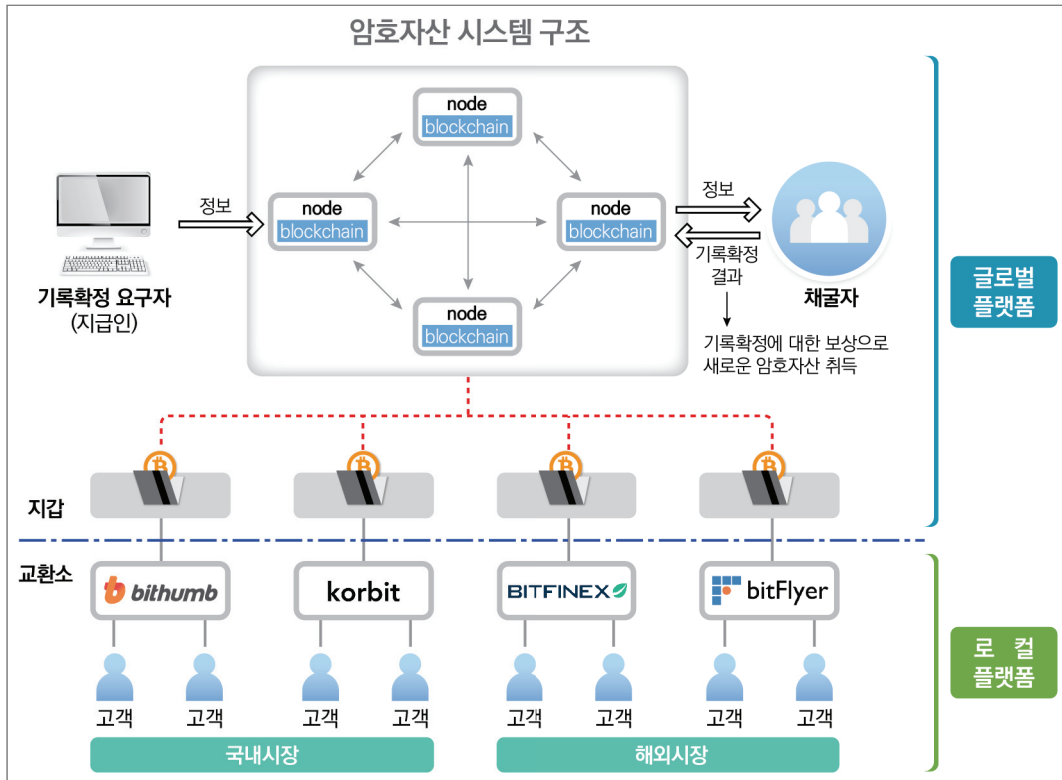 암호자산 시스템 구조
node
blockchain
정보
node
blockchain
node
blockchain
정보
기록확정
결과
node
blockchain
기록확정 요구자
(지급인)
채굴자
기록확정에 대한 보상으로
새로운 암호자산 취득
글로벌
플랫폼
지갑
교환소
bithumb
korbit
BITFINEX
bitFlyer
고객
고객
고객
고객
고객
고객
고객
고객
국내시장
해외시장
로 컬
플랫폼